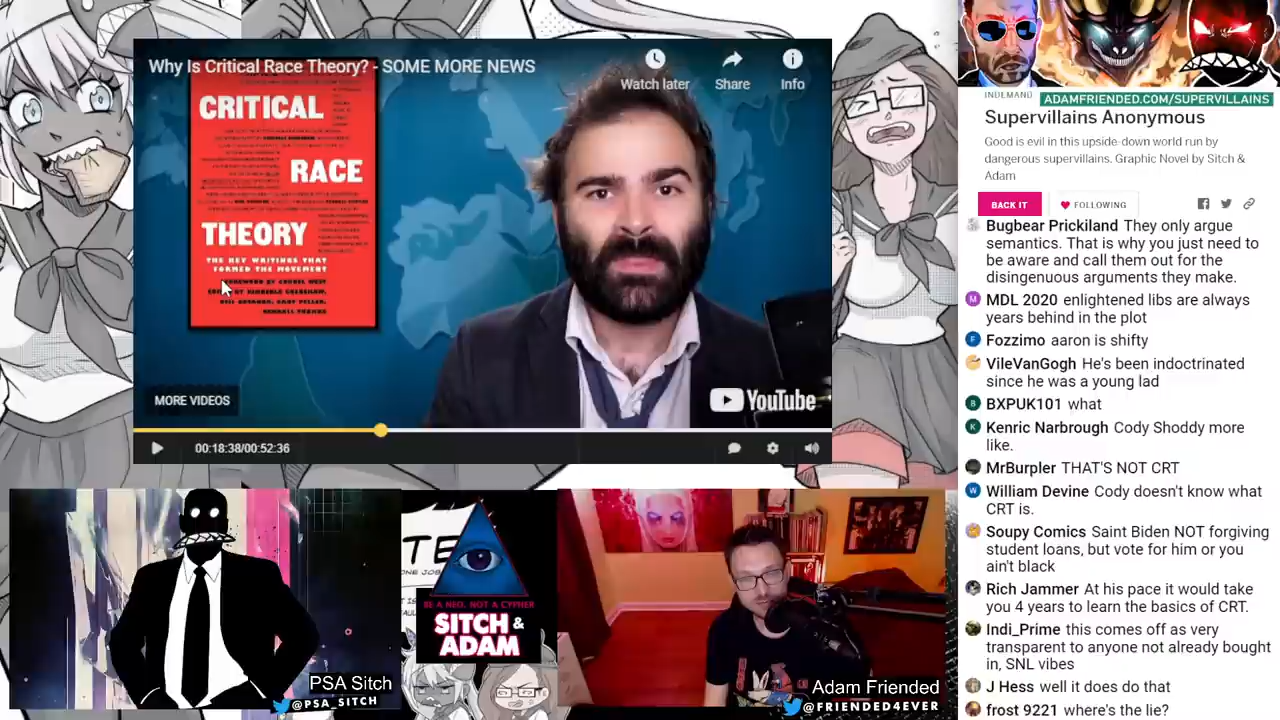 Why Is Critical Race Theory? - SOME MORE NEWS
Watch later
Share
Info
CRITICAL
RACE
THEORY
THE KEY WRITINGS THAT
FORMED THE MOVEMENT
MORE VIDEOS
YouTube
00:18:38/00:52:36
PSA Sitch
@PSA_SITCH
BE A NEO, NOT A CYPHER
SITCH &
ADAM
Adam Friended
@FRIENDED4EVER
INDEMAND
ADAMFRIENDED.COM/SUPERVILLAINS
Supervillains Anonymous
Good is evil in this upside-down world run by
dangerous supervillains. Graphic Novel by Sitch &
Adam
BACK IT
FOLLOWING
Bugbear Prickiland They only argue
semantics. That is why you just need to
be aware and call them out for the
disingenuous arguments they make.
MDL 2020 enlightened libs are always
years behind in the plot
Fozzimo aaron is shifty
VileVanGogh He's been indoctrinated
since he was a young lad
BXPUK101 what
Kenric Narbrough Cody Shoddy more
like.
MrBurpler THAT'S NOT CRT
William Devine Cody doesn't know what
CRT is.
Soupy Comics Saint Biden NOT forgiving
student loans, but vote for him or you
ain't black
Rich Jammer At his pace it would take
you 4 years to learn the basics of CRT.
Indi_Prime this comes off as very
transparent to anyone not already bought
in, SNL vibes
J Hess well it does do that
frost 9221 where's the lie?